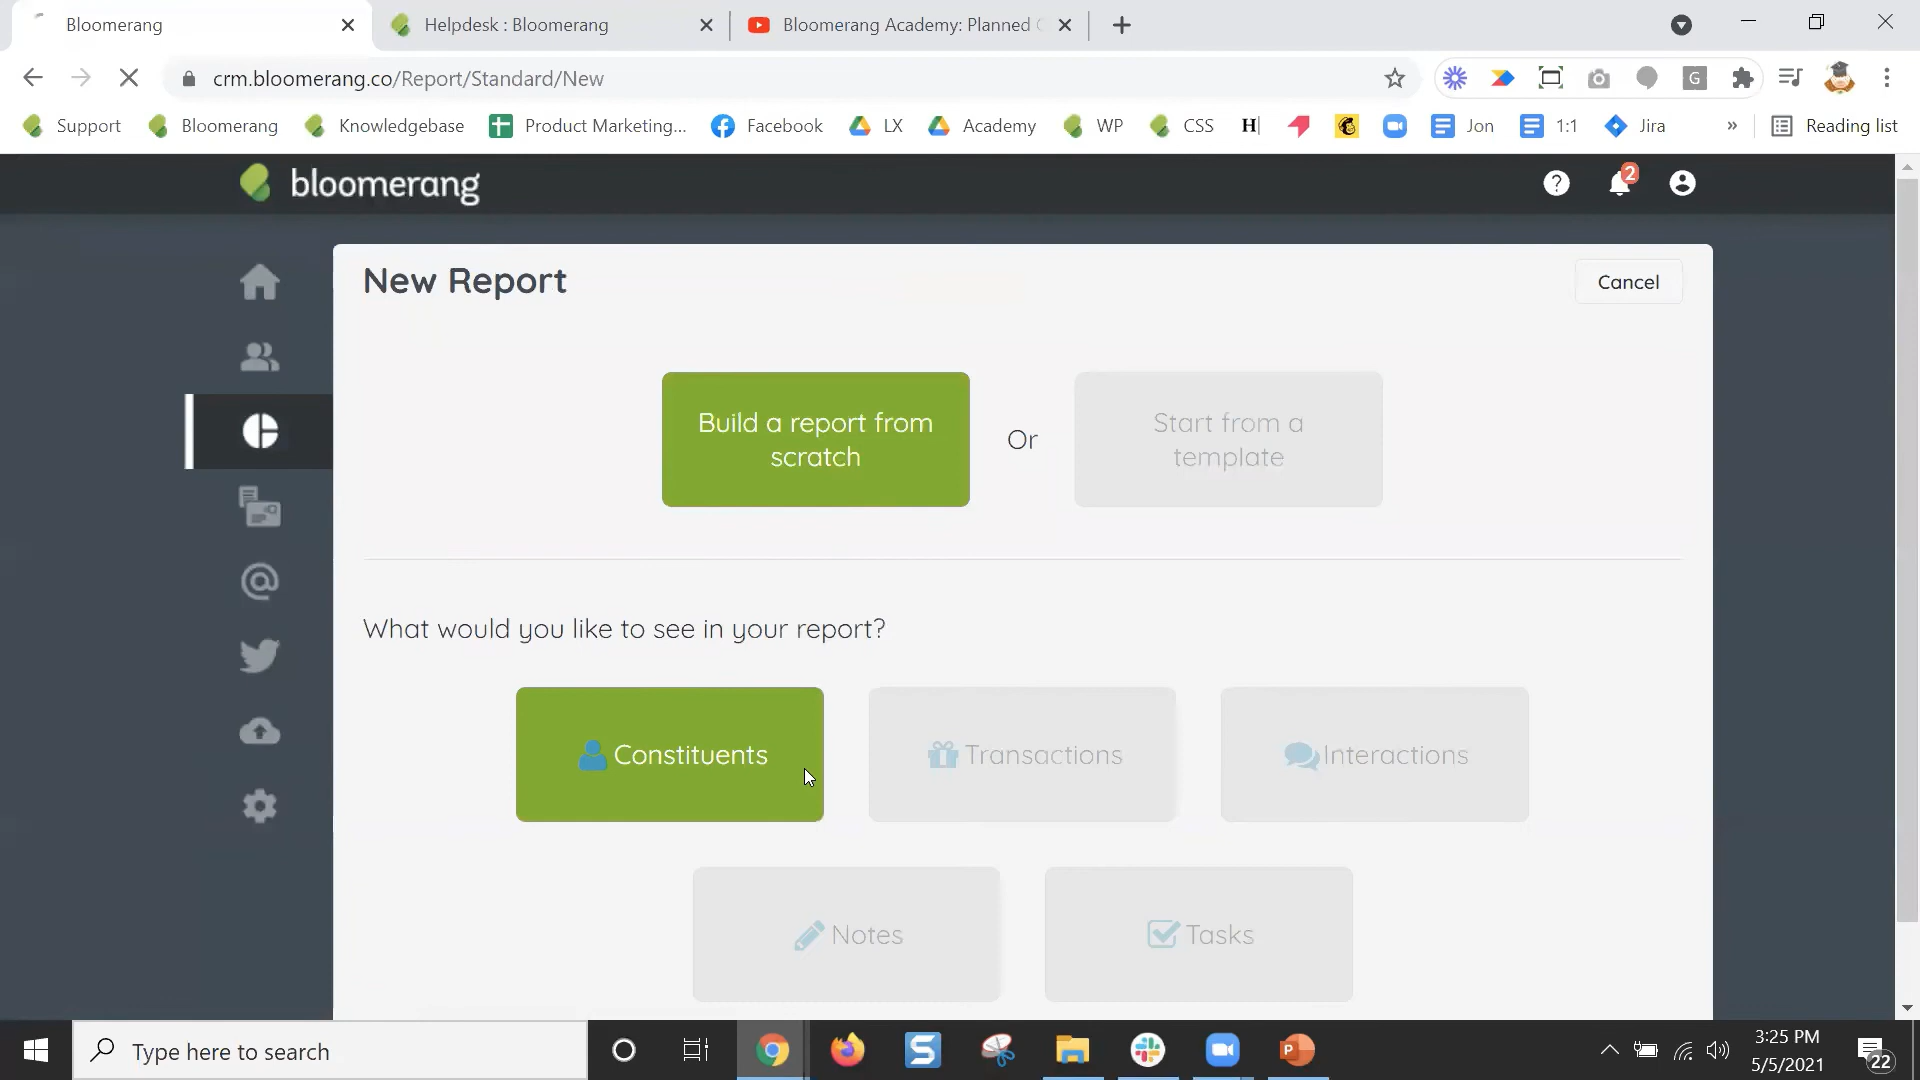 Bloomerang
Helpdesk : Bloomerang
Bloomerang Academy: Planned
crm.bloomerang.co/Report/Standard/New
G
Support
Bloomerang
Knowledgebase
Product Marketing...
Facebook
LX
Academy
WP
CSS
H
Jon
1:1
Jira
»
Reading list
bloomerang
?
2
New Report
Cancel
Build a report from
scratch
Or
Start from a
template
What would you like to see in your report?
Constituents
Transactions
Interactions
Notes
Tasks
Type here to search
S
P
3:25 PM
5/5/2021
22